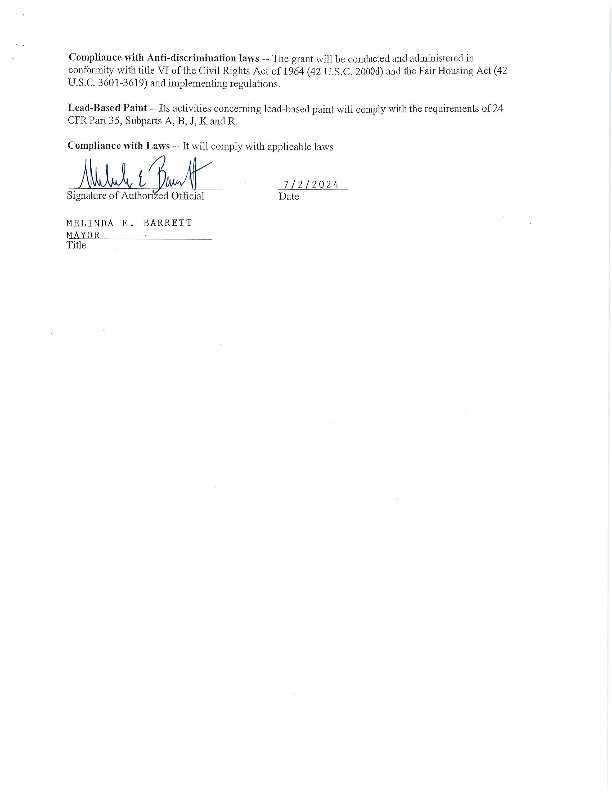 Compliance with Anti-discrimination laws -- The grant will be conducted and administered in
conformity with title VI of the Civil Rights Act of 1964 (42 U.S.C. 2000d) and the Fair Housing Act (42
U.S.C. 3601-3619) and implementing regulations.
Lead-Based Paint -- Its activities concerning lead-based paint will comply with the requirements of 24
CFR Part 35, Subparts A, B, J, K and R.
Compliance with Laws -- It will comply with applicable laws.
Melinda E Barrett 7/2/2024
Signature of Authorized Official Date
MELINDA E. BARRETT
MAYOR
Title